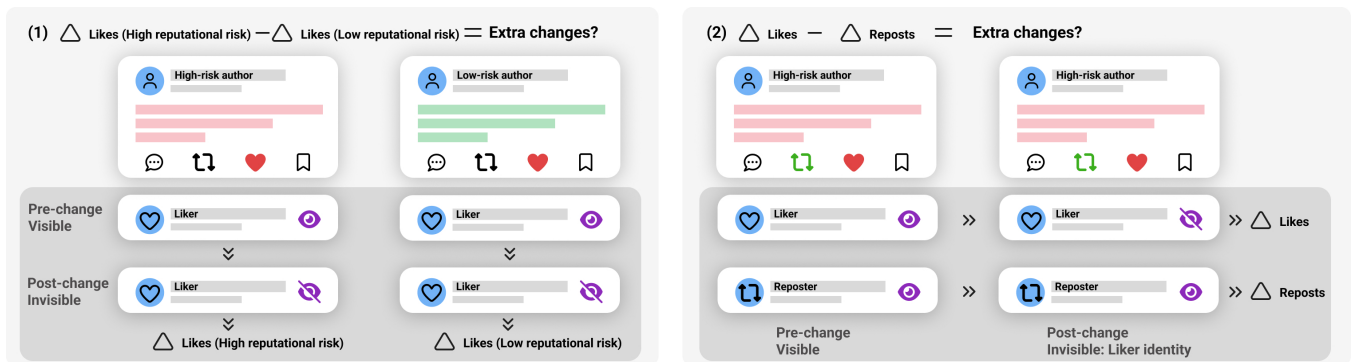 (1) △ Likes (High reputational risk) — △ Likes (Low reputational risk) = Extra changes?
High-risk author
Low-risk author
Pre-change
Visible
Liker
Liker
Post-change
Invisible
Liker
Liker
△ Likes (High reputational risk)
△ Likes (Low reputational risk)
(2) △ Likes — △ Reposts = Extra changes?
High-risk author
High-risk author
Liker
Liker
△ Likes
Reposter
Reposter
△ Reposts
Pre-change
Visible
Post-change
Invisible: Liker identity